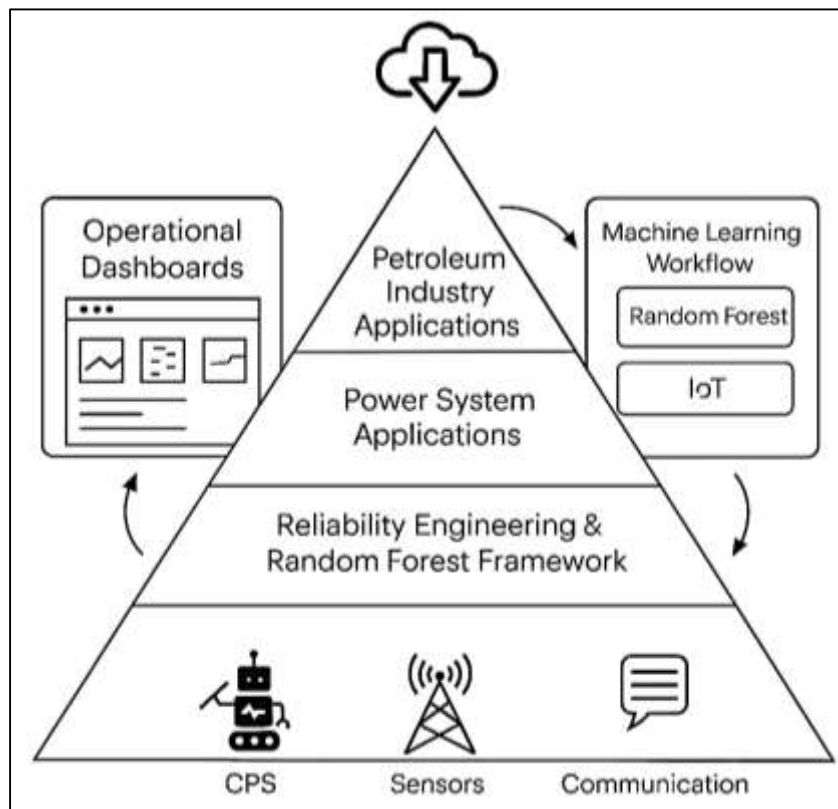 Operational
Dashboards
Petroleum
Industry
Applications
Machine Learning
Workflow
Random Forest
IoT
Power System
Applications
Reliability Engineering &
Random Forest Framework
CPS
Sensors
Communication